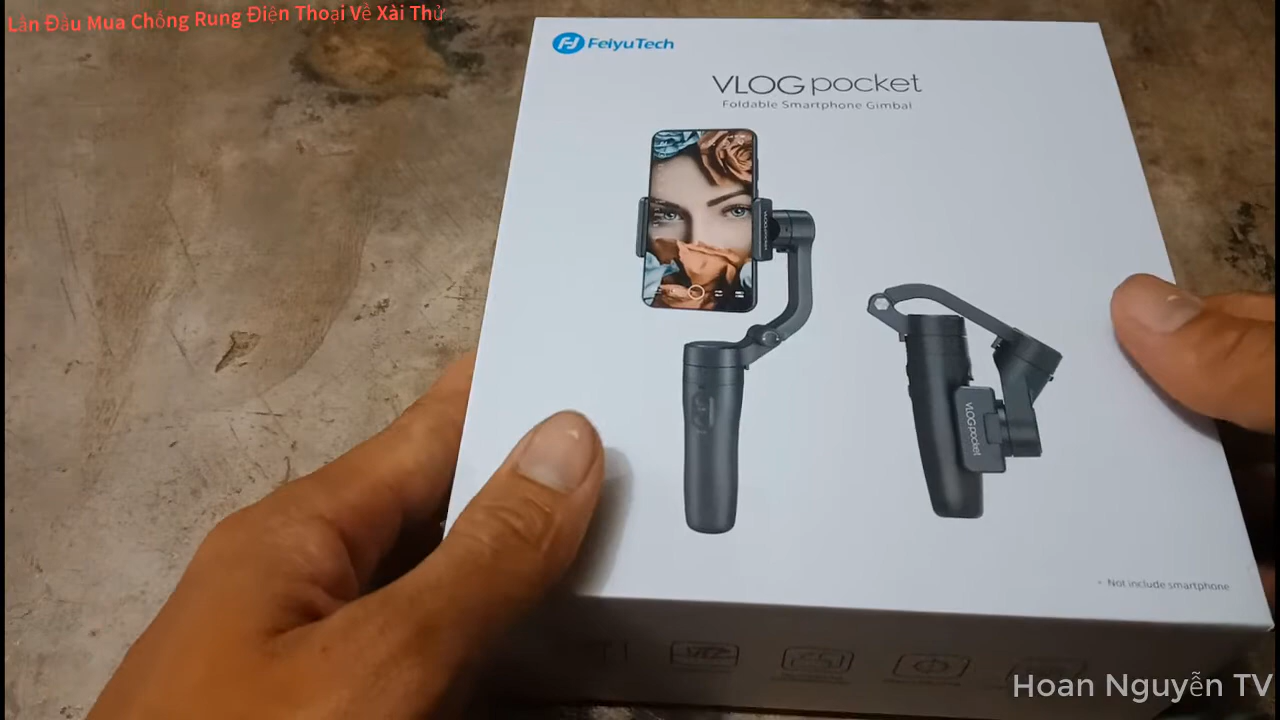 Lần Đầu Mua Chống Rung Điện Thoại Về Xài Thử
FeiyuTech
VLOG pocket
Foldable Smartphone Gimbal
VLOG pocket
* Not include smartphone
Hoan Nguyễn TV